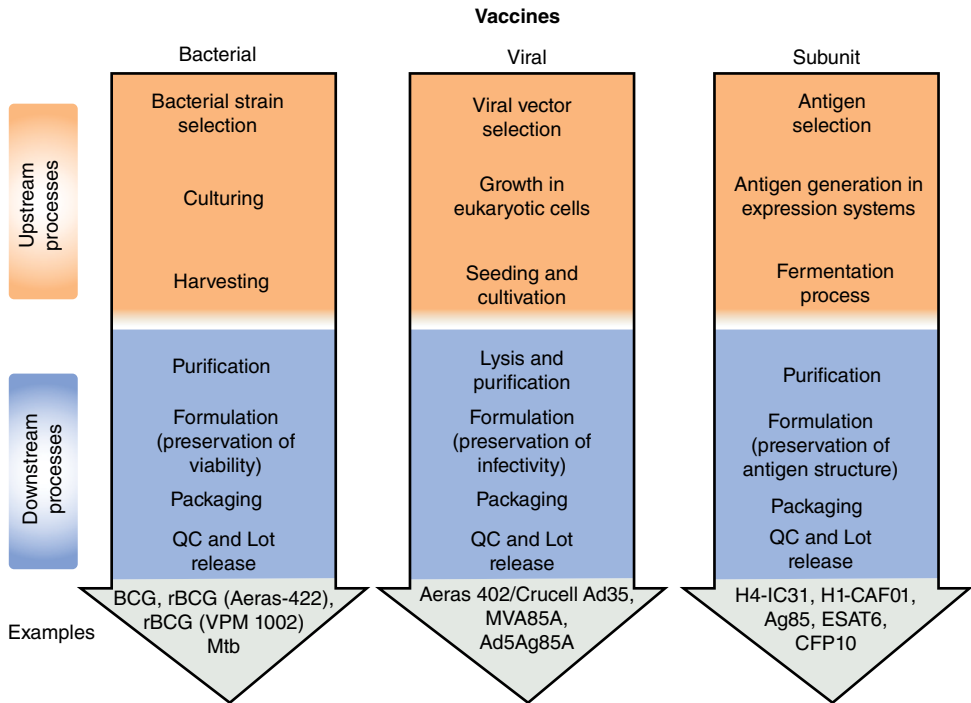 Vaccines
Bacterial
Viral
Subunit
Upstream
processes
Bacterial strain
selection
Culturing
Harvesting
Viral vector
selection
Growth in
eukaryotic cells
Seeding and
cultivation
Antigen
selection
Antigen generation in
expression systems
Fermentation
process
Downstream
processes
Purification
Formulation
(preservation of
viability)
Packaging
QC and Lot
release
Lysis and
purification
Formulation
(preservation of
infectivity)
Packaging
QC and Lot
release
Purification
Formulation
(preservation of
antigen structure)
Packaging
QC and Lot
release
Examples
BCG, rBCG (Aeras-422),
rBCG (VPM 1002)
Mtb
Aeras 402/Crucell Ad35,
MVA85A,
Ad5Ag85A
H4-IC31, H1-CAF01,
Ag85, ESAT6,
CFP10